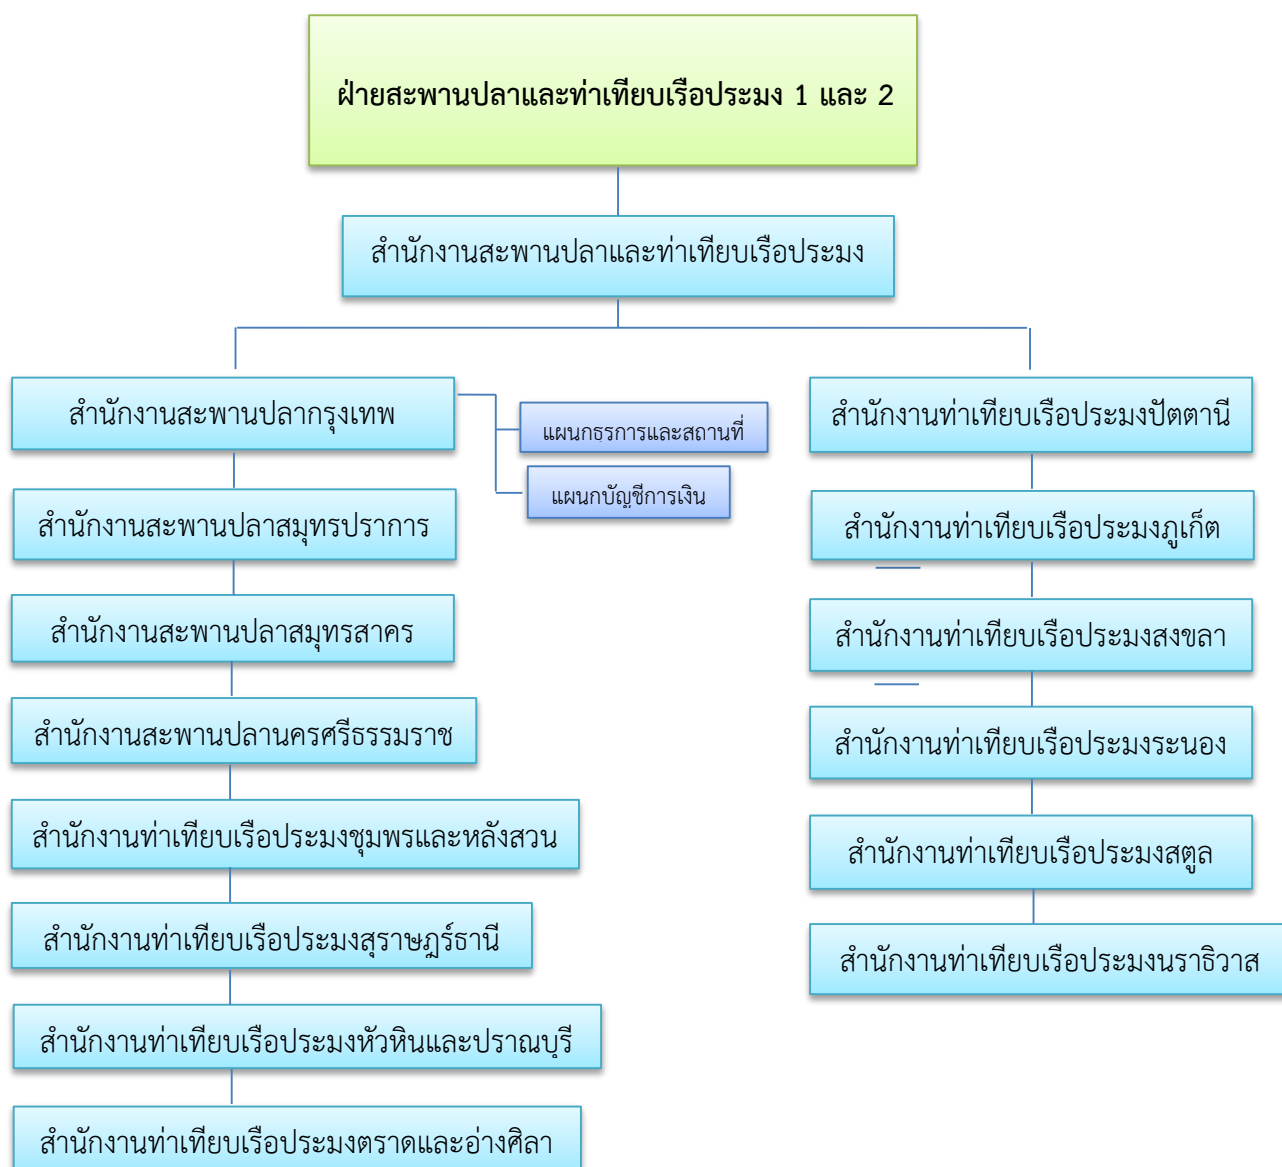 ฝ่ายสะพานปลาและท่าเทียบเรือประมง 1 และ 2
สำนักงานสะพานปลาและท่าเทียบเรือประมง
สำนักงานสะพานปลากรุงเทพ
แผนกธุรการและสถานที่
แผนกบัญชีการเงิน
สำนักงานสะพานปลาสมุทรปราการ
สำนักงานสะพานปลาสมุทรสาคร
สำนักงานสะพานปลานครศรีธรรมราช
สำนักงานท่าเทียบเรือประมงชุมพรและหลังสวน
สำนักงานท่าเทียบเรือประมงสุราษฎร์ธานี
สำนักงานท่าเทียบเรือประมงหัวหินและปราณบุรี
สำนักงานท่าเทียบเรือประมงตราดและอ่างศิลา
สำนักงานท่าเทียบเรือประมงปัตตานี
สำนักงานท่าเทียบเรือประมงภูเก็ต
สำนักงานท่าเทียบเรือประมงสงขลา
สำนักงานท่าเทียบเรือประมงระนอง
สำนักงานท่าเทียบเรือประมงสตูล
สำนักงานท่าเทียบเรือประมงนราธิวาส